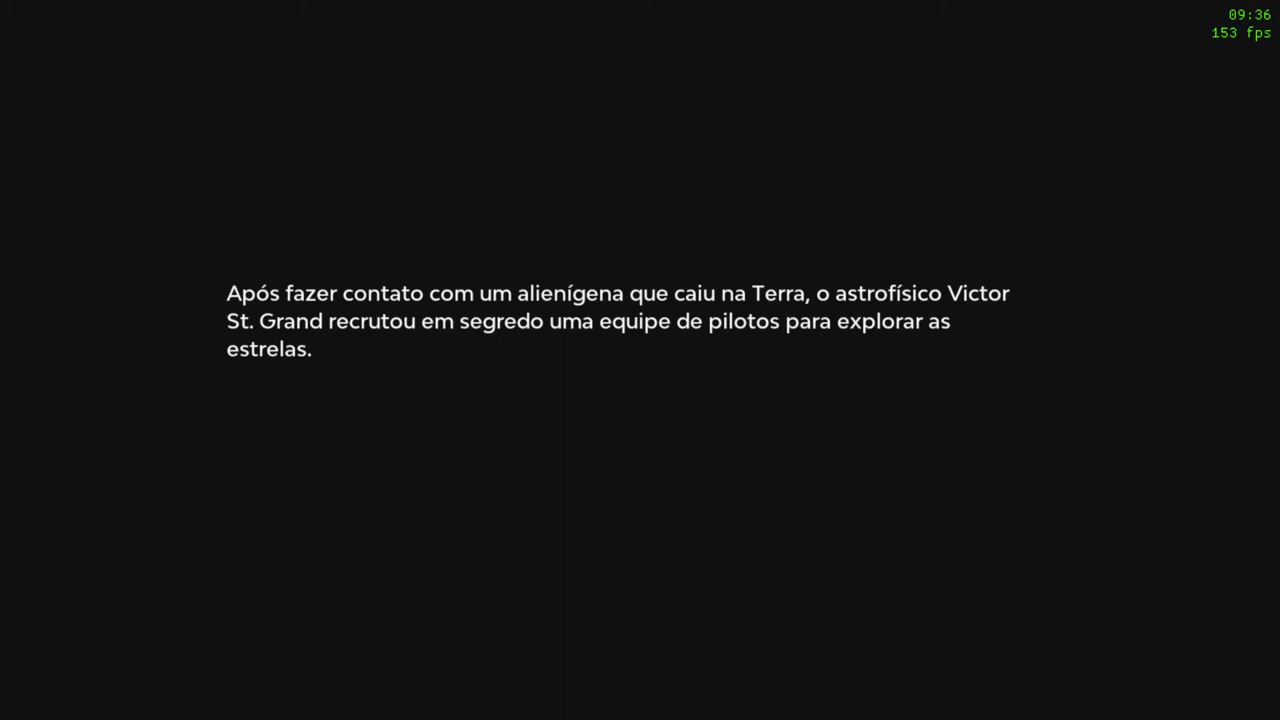 09:36
153 fps
Após fazer contato com um alienígena que caiu na Terra, o astrofísico Victor
St. Grand recrutou em segredo uma equipe de pilotos para explorar as
estrelas.